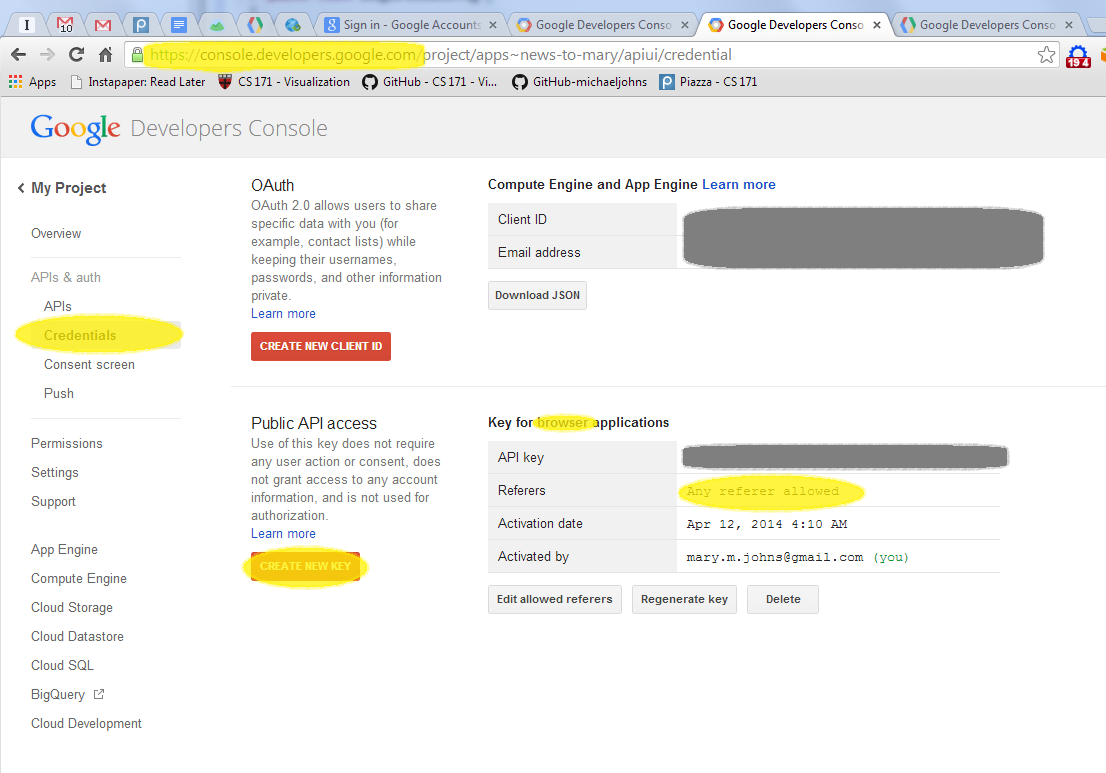 I
10
P
Sign in - Google Accounts
Google Developers Conso
Google Developers Conso
Google Developers Conso
https://console.developers.google.com/project/apps~news-to-mary/apiui/credential
19 4
Apps
Instapaper: Read Later
CS 171 - Visualization
GitHub - CS 171 - Vi...
GitHub-michaeljohns
Piazza - CS 171
Google Developers Console
My Project
Overview
APIs & auth
APIs
Credentials
Consent screen
Push
Permissions
Settings
Support
App Engine
Compute Engine
Cloud Storage
Cloud Datastore
Cloud SQL
BigQuery
Cloud Development
OAuth
OAuth 2.0 allows users to share
specific data with you (for
example, contact lists) while
keeping their usernames,
passwords, and other information
private.
Learn more
CREATE NEW CLIENT ID
Compute Engine and App Engine Learn more
Client ID
Email address
Download JSON
Public API access
Use of this key does not require
any user action or consent, does
not grant access to any account
information, and is not used for
authorization.
Learn more
CREATE NEW KEY
Key for browser applications
API key
Referers Any referer allowed
Activation date Apr 12, 2014 4:10 AM
Activated by mary.m.johns@gmail.com (you)
Edit allowed referers Regenerate key Delete